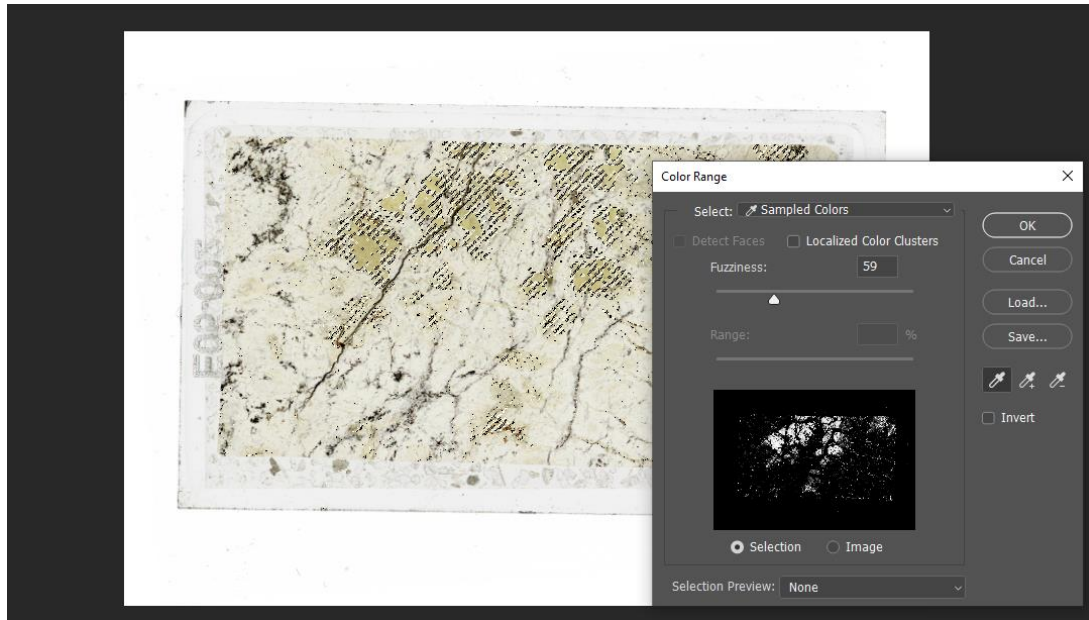 Color Range
Select: Sampled Colors
Detect Faces Localized Color Clusters
Fuzziness: 59
Range: %
Selection Image
Selection Preview: None
OK
Cancel
Load...
Save...
Invert